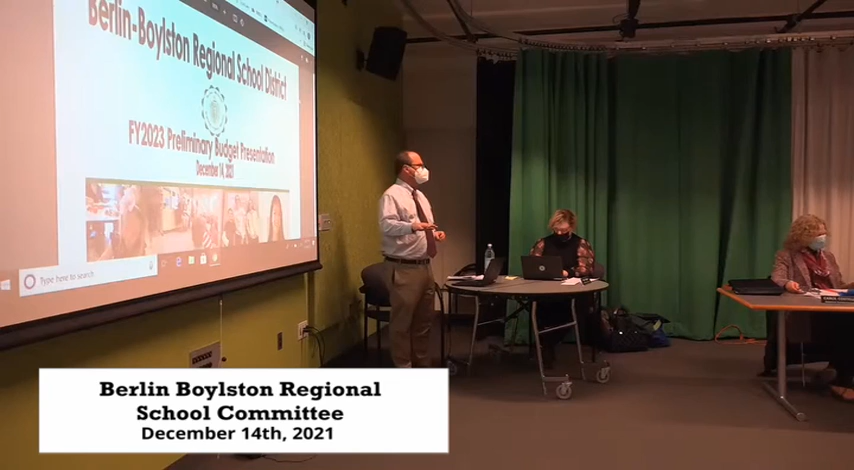 Berlin-Boylston Regional School District
FY2023 Preliminary Budget Presentation
December 14, 2021
Type here to search
Berlin Boylston Regional
School Committee
December 14th, 2021